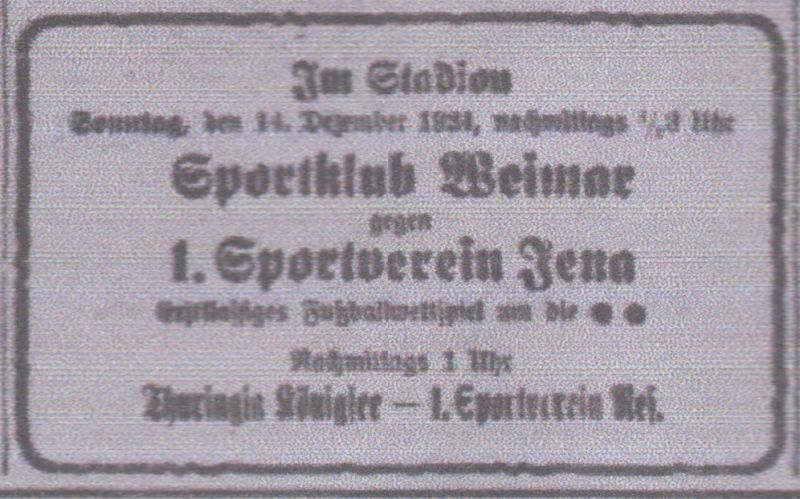 Im Stadion
Sonntag, den 14. Dezember 1924, nachmittags ½3 Uhr
Sportklub Weimar
gegen
1. Sportverein Jena
Erstklassiges Fußballwettspiel um die ● ●
Nachmittags 1 Uhr
Thuringia Königsee — 1. Sportverein Res.